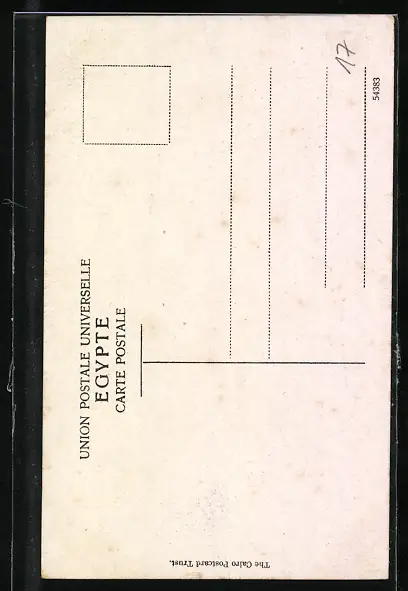 UNION POSTALE UNIVERSELLE
EGYPTE
CARTE POSTALE
17
54383
The Cairo Postcard Trust.